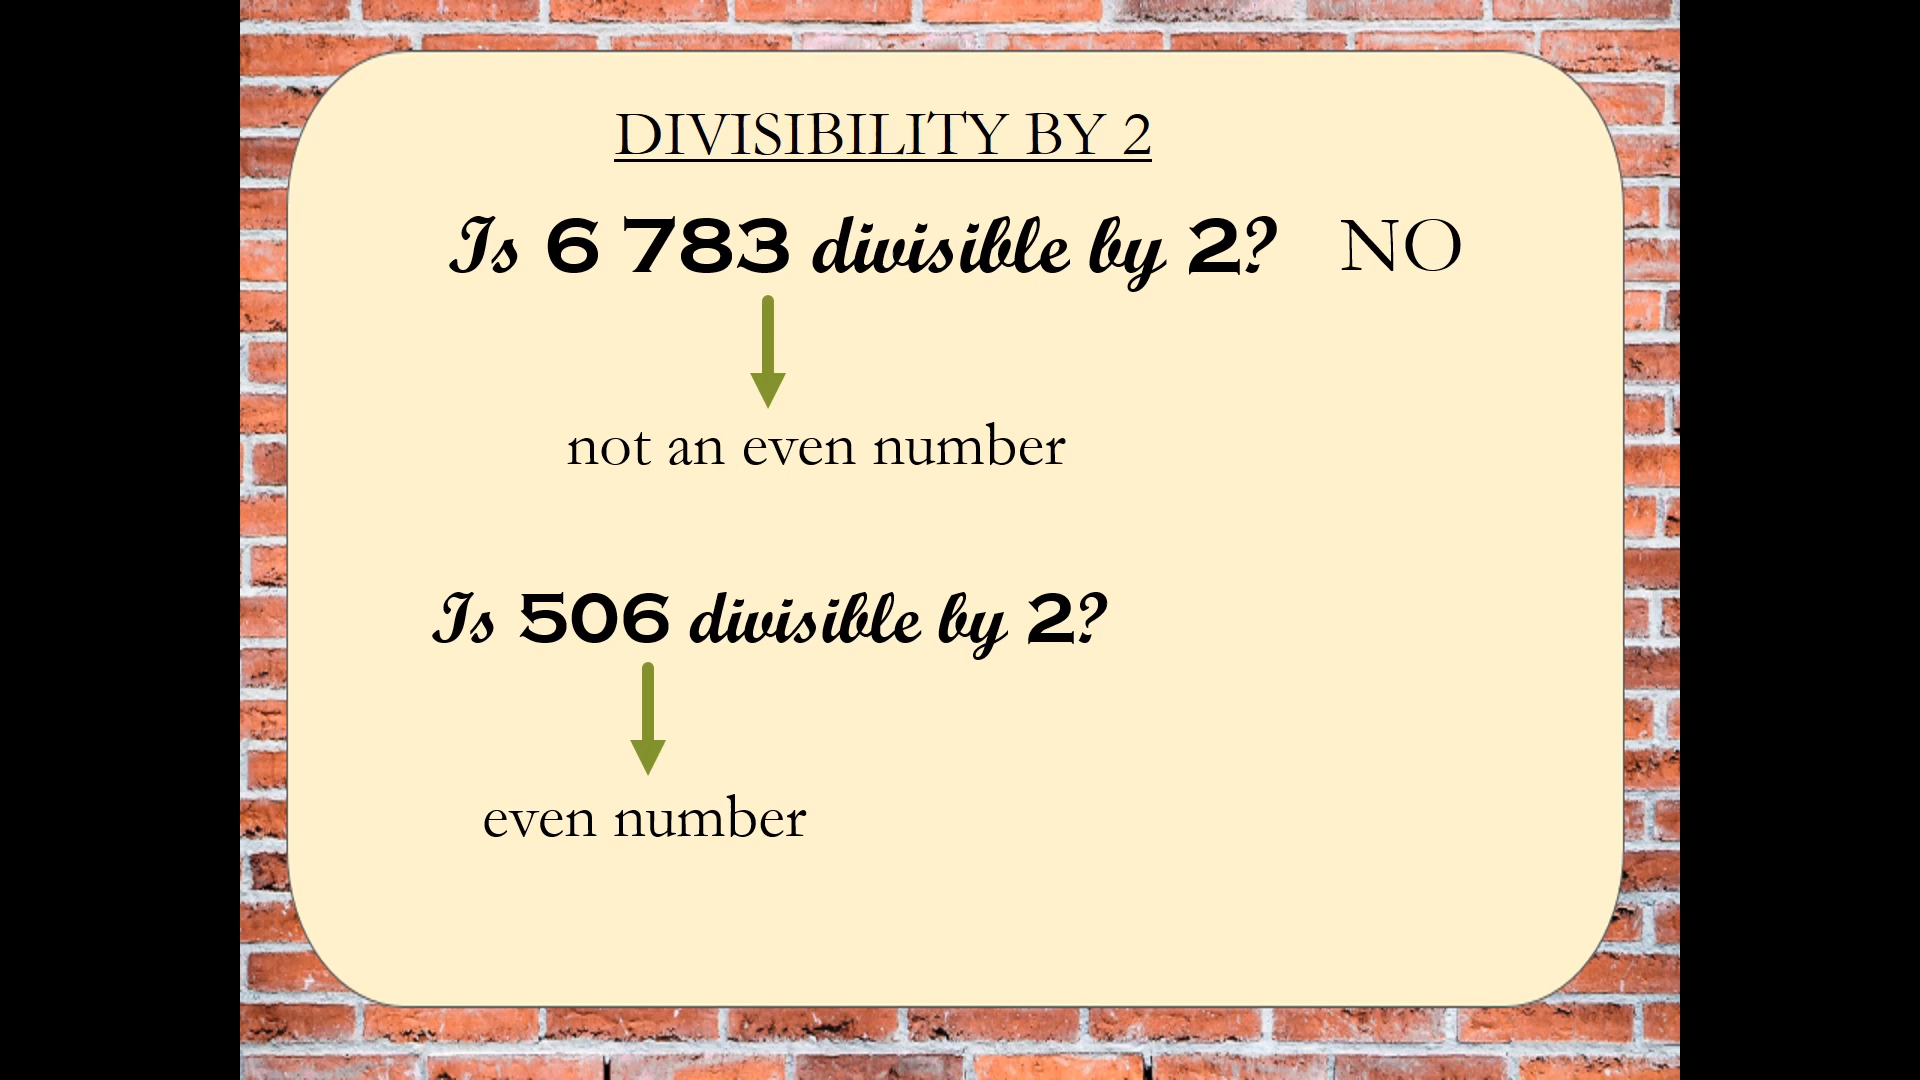 DIVISIBILITY BY 2
Is 6 783 divisible by 2? NO
not an even number
Is 506 divisible by 2?
even number